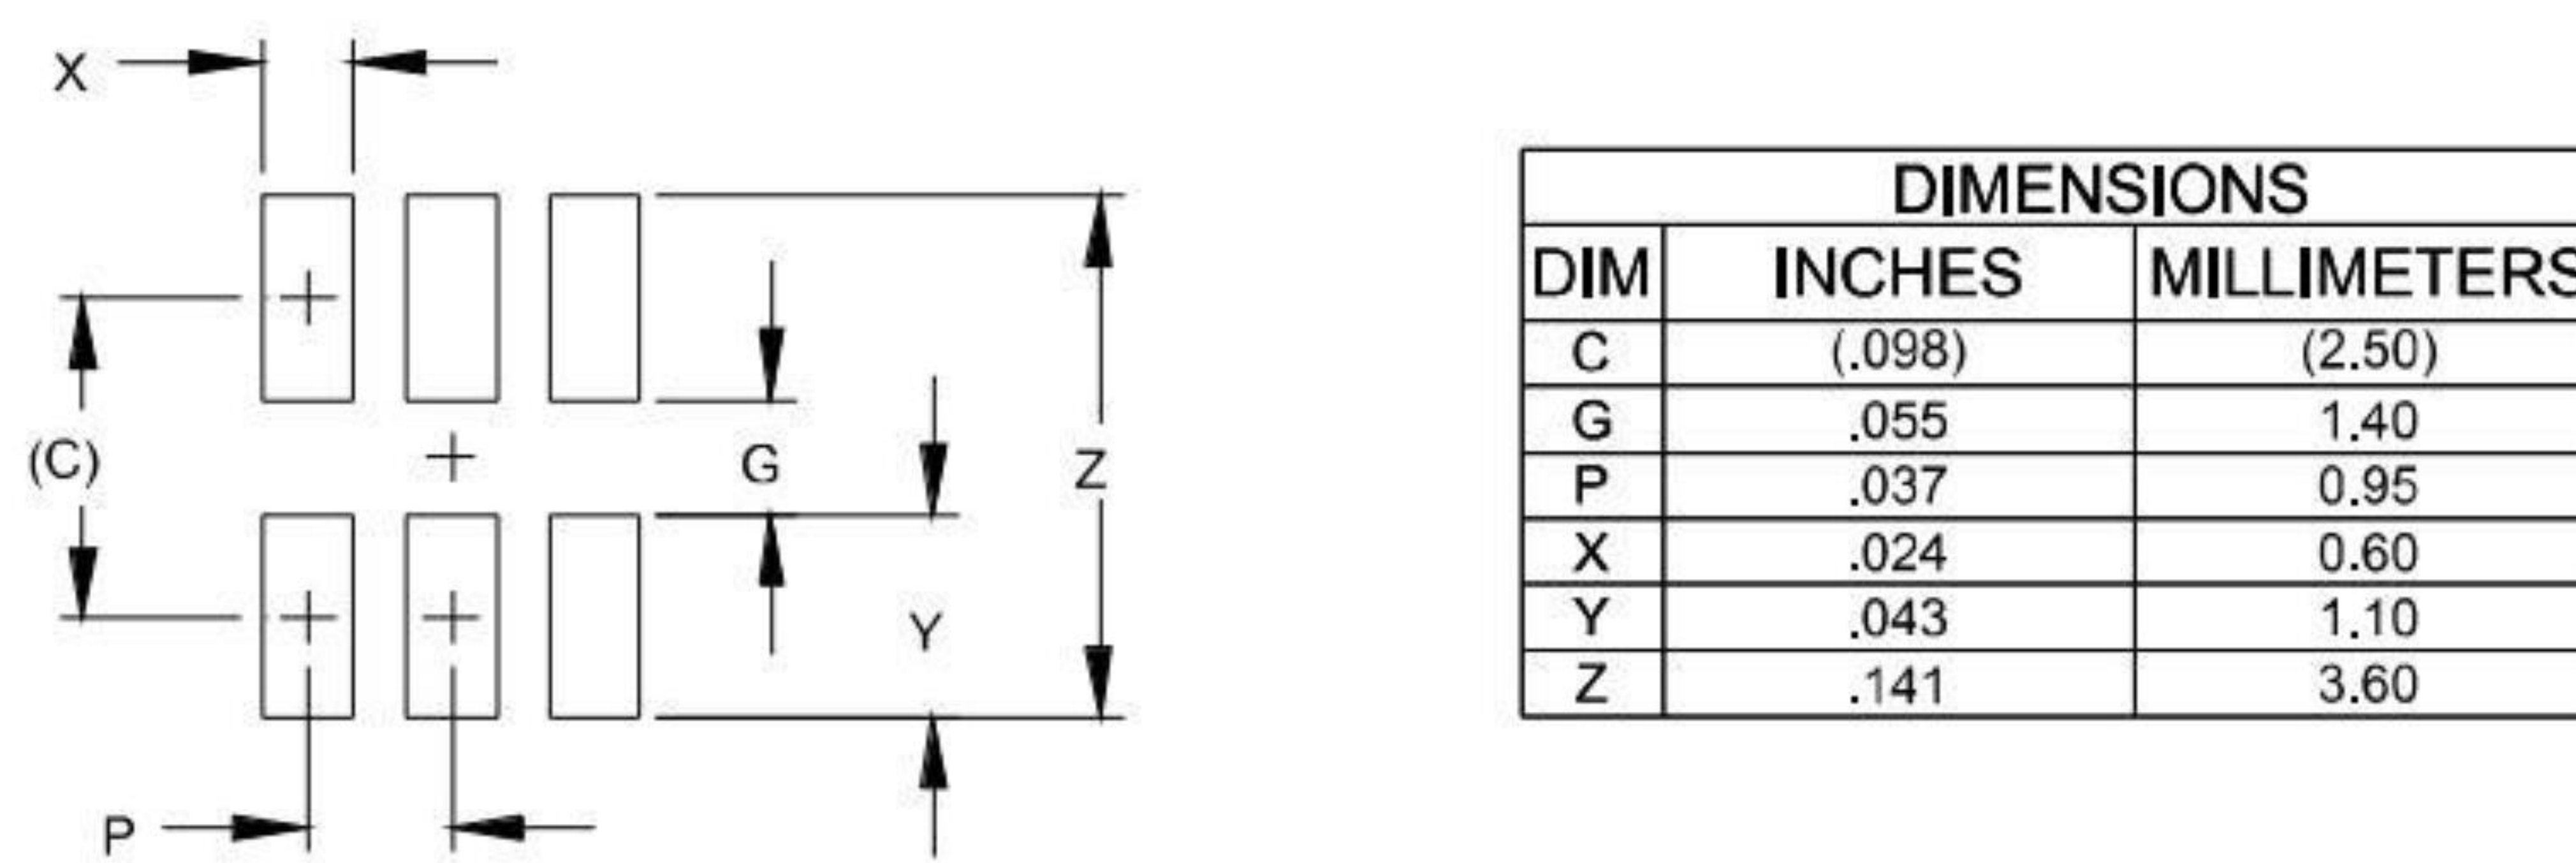 X
(C)
G
Z
Y
P
DIMENSIONS
DIM INCHES MILLIMETERS
C (.098) (2.50)
G .055 1.40
P .037 0.95
X .024 0.60
Y .043 1.10
Z .141 3.60